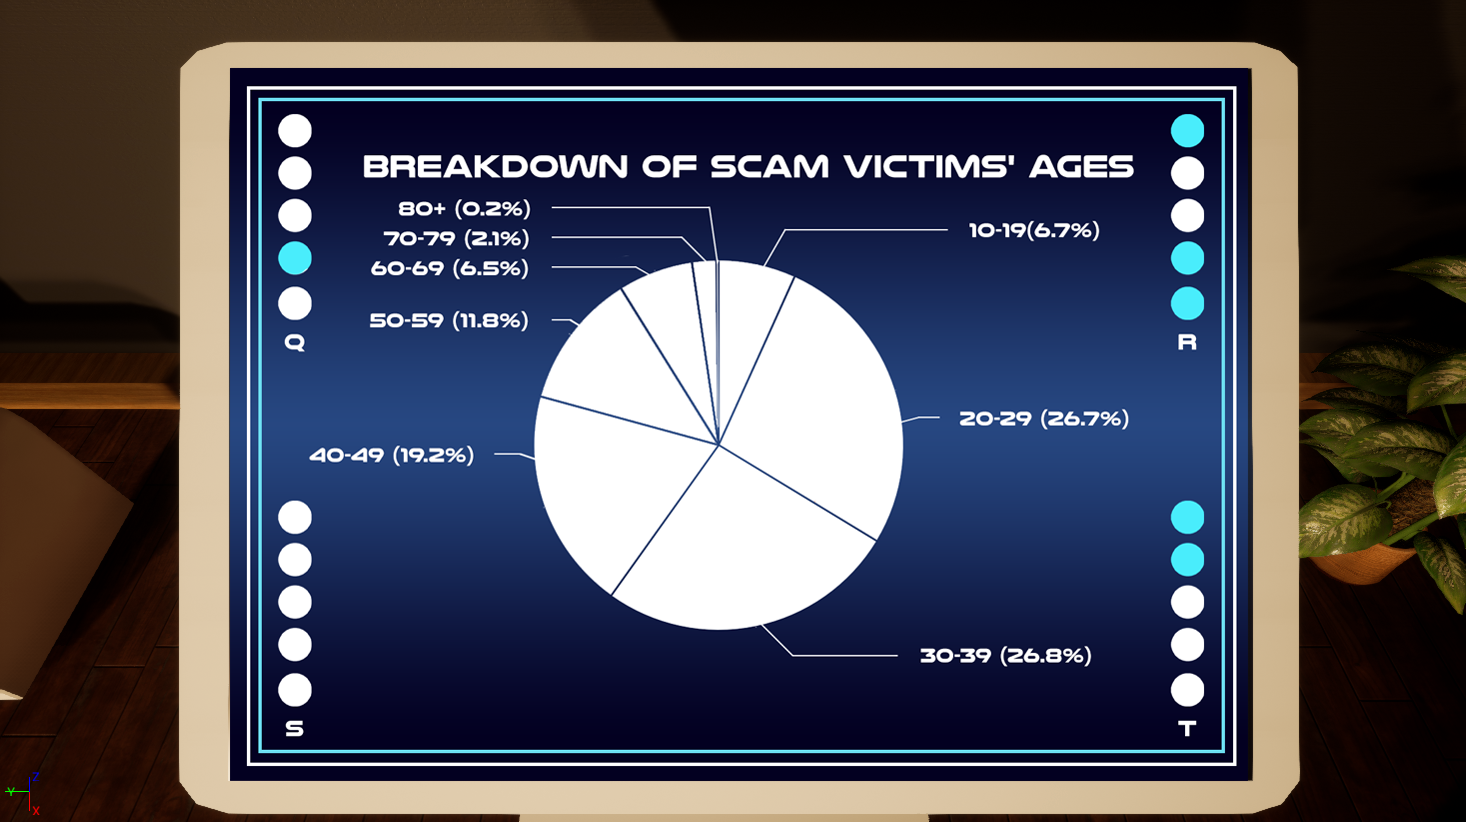 BREAKDOWN OF SCAM VICTIMS' AGES
80+ (0.2%)
70-79 (2.1%)
60-69 (6.5%)
50-59 (11.8%)
40-49 (19.2%)
10-19(6.7%)
20-29 (26.7%)
30-39 (26.8%)
Q
R
S
T
Z
Y
X